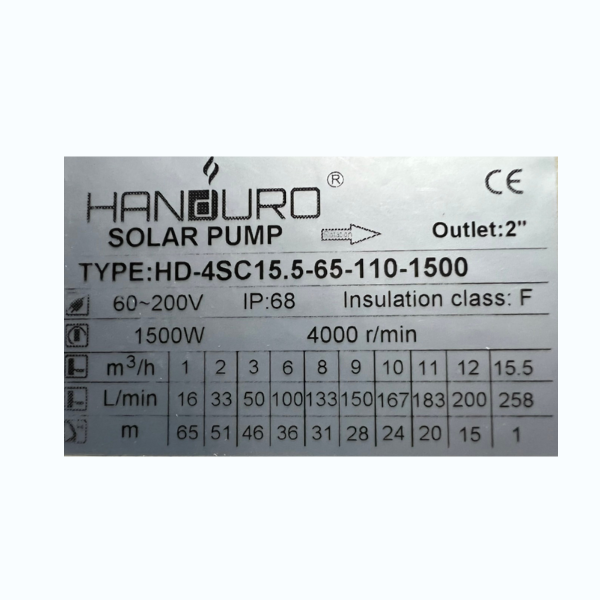 HANDURO ®
CE
SOLAR PUMP Rotation Outlet:2"
TYPE:HD-4SC15.5-65-110-1500
60~200V IP:68 Insulation class: F
1500W 4000 r/min
m³/h 1 2 3 6 8 9 10 11 12 15.5
L/min 16 33 50 100 133 150 167 183 200 258
m 65 51 46 36 31 28 24 20 15 1